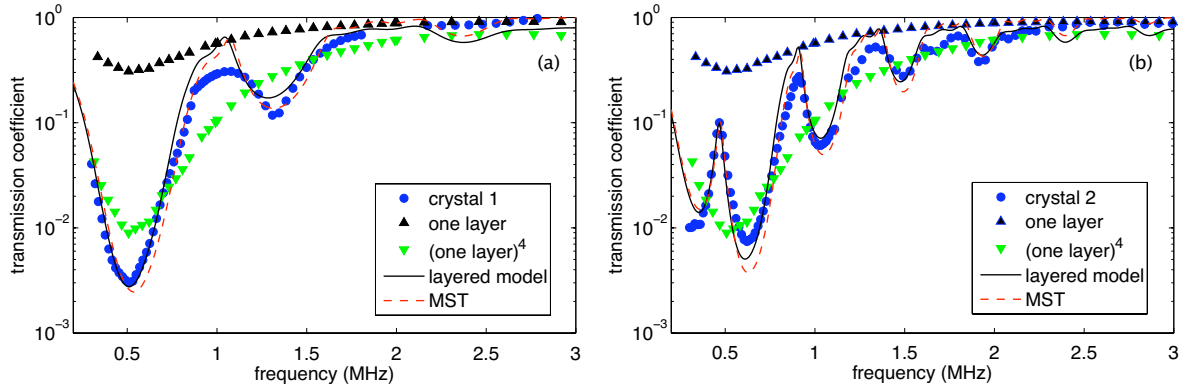 10^0
10^-1
10^-2
10^-3
transmission coefficient
0.5 1 1.5 2 2.5 3
frequency (MHz)
(a)
crystal 1
one layer
(one layer)^4
layered model
MST
10^0
10^-1
10^-2
10^-3
transmission coefficient
0.5 1 1.5 2 2.5 3
frequency (MHz)
(b)
crystal 2
one layer
(one layer)^4
layered model
MST